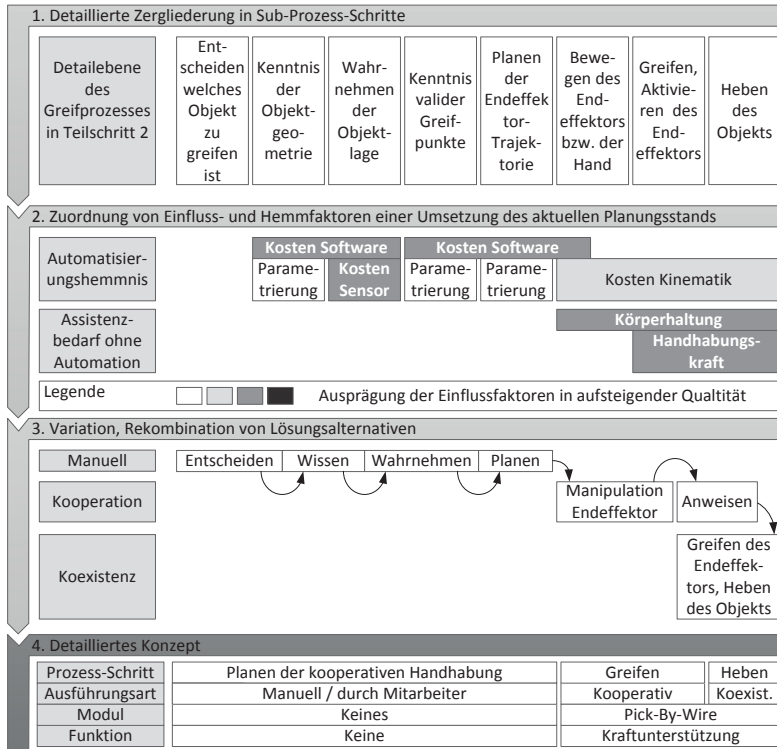 1. Detaillierte Zergliederung in Sub-Prozess-Schritte
Detailebene
des
Greifprozesses
in Teilschritt 2
Ent-
scheiden
welches
Objekt
zu
greifen
ist
Kenntnis
der
Objekt-
geo-
metrie
Wahr-
nehmen
der
Objekt-
lage
Kenntnis
valider
Greif-
punkte
Planen
der
Endeffek-
tor-
Trajek-
torie
Bewe-
gen des
End-
effektors
bzw. der
Hand
Greifen,
Aktivie-
ren des
End-
effektors
Heben
des
Objekts
2. Zuordnung von Einfluss- und Hemmfaktoren einer Umsetzung des aktuellen Planungsstands
Automatisier-
ungshemmnis
Kosten Software
Kosten Software
Parame-
trierung
Kosten
Sensor
Parame-
trierung
Parame-
trierung
Kosten Kinematik
Assistenz-
bedarf ohne
Automation
Körperhaltung
Handhabungs-
kraft
Legende
Ausprägung der Einflussfaktoren in aufsteigender Qualtität
3. Variation, Rekombination von Lösungsalternativen
Manuell
Entscheiden
Wissen
Wahrnehmen
Planen
Kooperation
Manipulation
Endeffektor
Anweisen
Koexistenz
Greifen des
Endeffek-
tors, Heben
des Objekts
4. Detailliertes Konzept
Prozess-Schritt Planen der kooperativen Handhabung Greifen Heben
Ausführungsart Manuell / durch Mitarbeiter Kooperativ Koexist.
Modul Keines Pick-By-Wire
Funktion Keine Kraftunterstützung